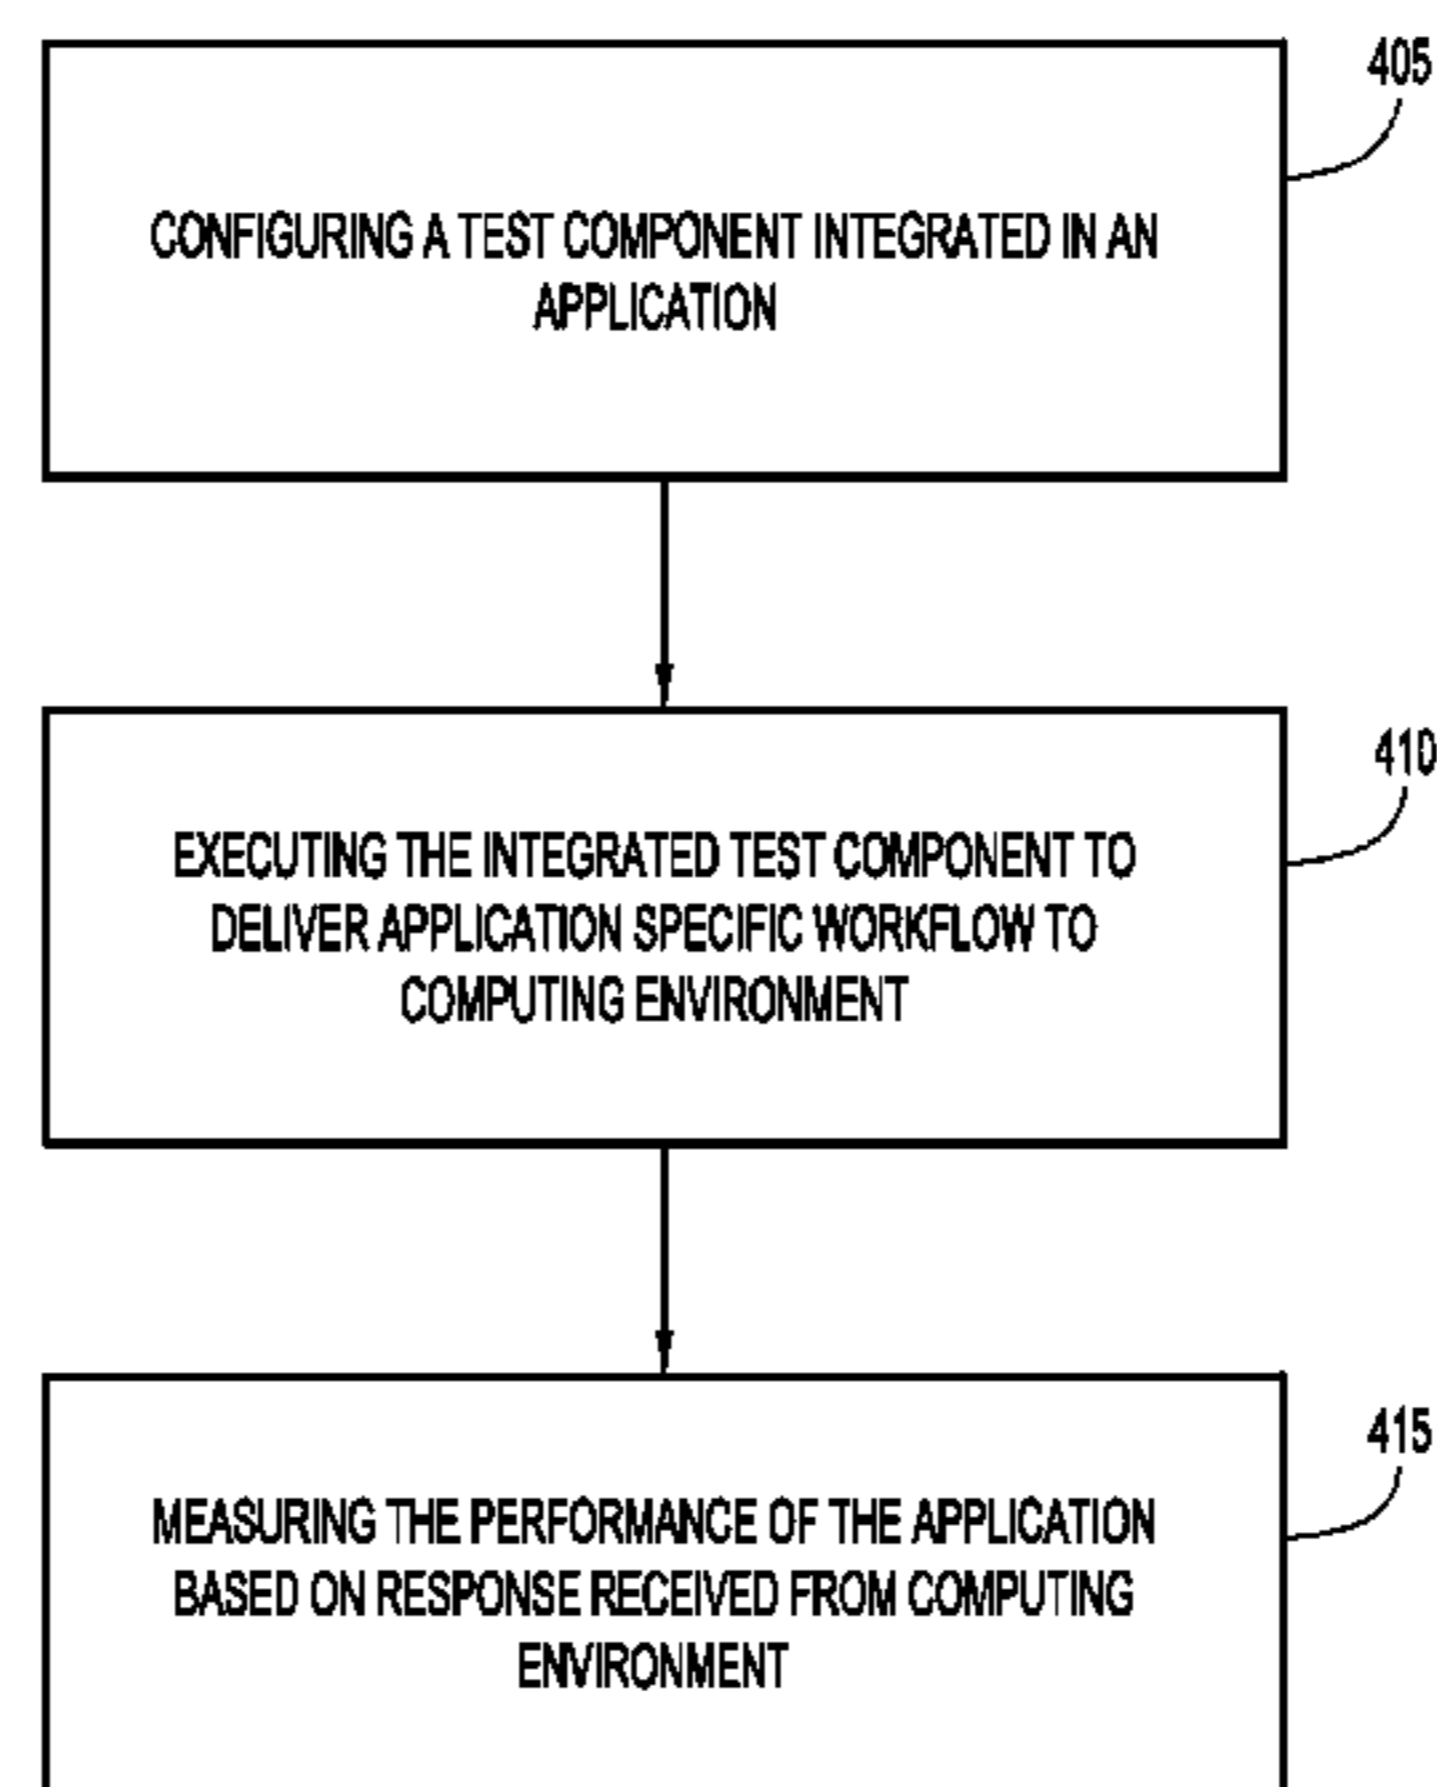 405
CONFIGURING A TEST COMPONENT INTEGRATED IN AN
APPLICATION
410
EXECUTING THE INTEGRATED TEST COMPONENT TO
DELIVER APPLICATION SPECIFIC WORKFLOW TO
COMPUTING ENVIRONMENT
415
MEASURING THE PERFORMANCE OF THE APPLICATION
BASED ON RESPONSE RECEIVED FROM COMPUTING
ENVIRONMENT